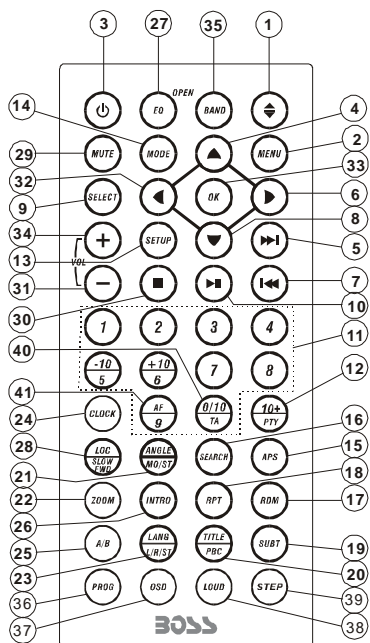 3 27 35 1
OPEN
EQ BAND
14 4
29 MUTE MODE MENU 2
32 33
9 SELECT OK 6
34 8
+ SETUP
13 VOL 5
31 − 7
30 10
1 2 3 4
40 11
-10 +10 7 8
5 6
41 12
24 CLOCK AF 0/10 10+
9 TA PTY
16
28 LOC ANGLE SEARCH APS 15
SLOW FWD MO/ST
21 18
22 ZOOM INTRO RPT RDM 17
26
25 A/B LANG TITLE SUBT 19
L/R/ST PBC
23 20
36 PROG OSD LOUD STEP 39
37 38
BOSS